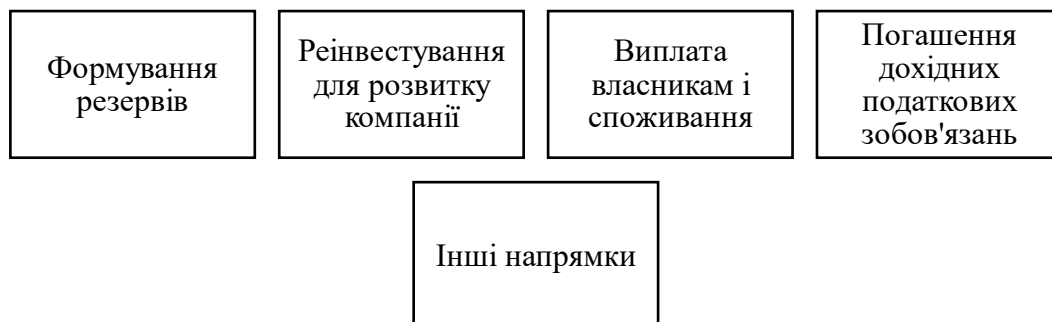 Формування
резервів
Реінвестування
для розвитку
компанії
Виплата
власникам і
споживання
Погашення
дохідних
податкових
зобов'язань
Інші напрямки